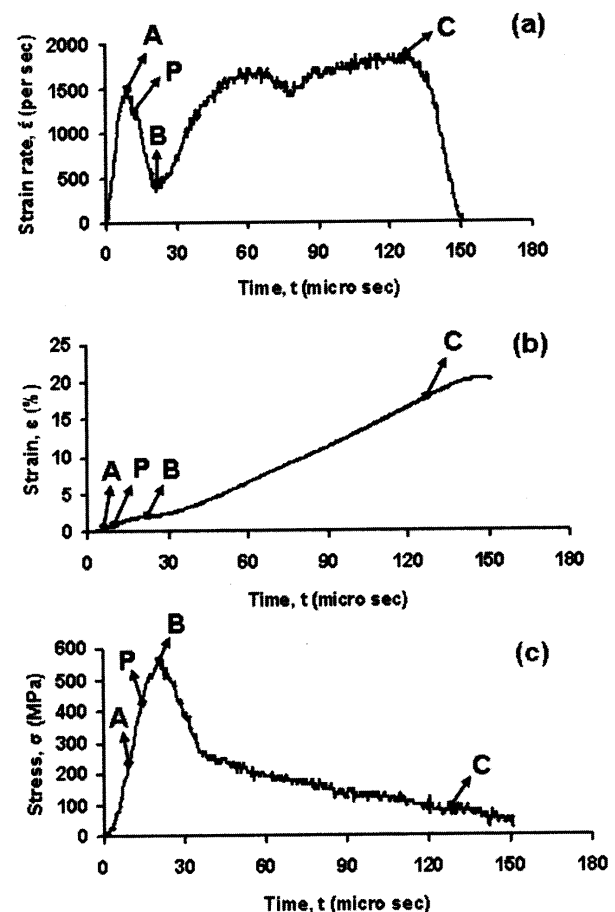 (a)
A
P
B
C
2000
1500
1000
500
0
Strain rate, ε̇ (per sec)
0 30 60 90 120 150 180
Time, t (micro sec)
(b)
A P B
C
25
20
15
10
5
0
Strain, ε (%)
0 30 60 90 120 150 180
Time, t (micro sec)
(c)
B
P
A
C
600
500
400
300
200
100
0
Stress, σ (MPa)
0 30 60 90 120 150 180
Time, t (micro sec)